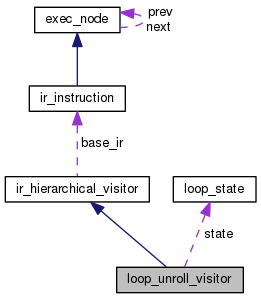 exec_node
prev
next
ir_instruction
base_ir
ir_hierarchical_visitor
loop_state
state
loop_unroll_visitor